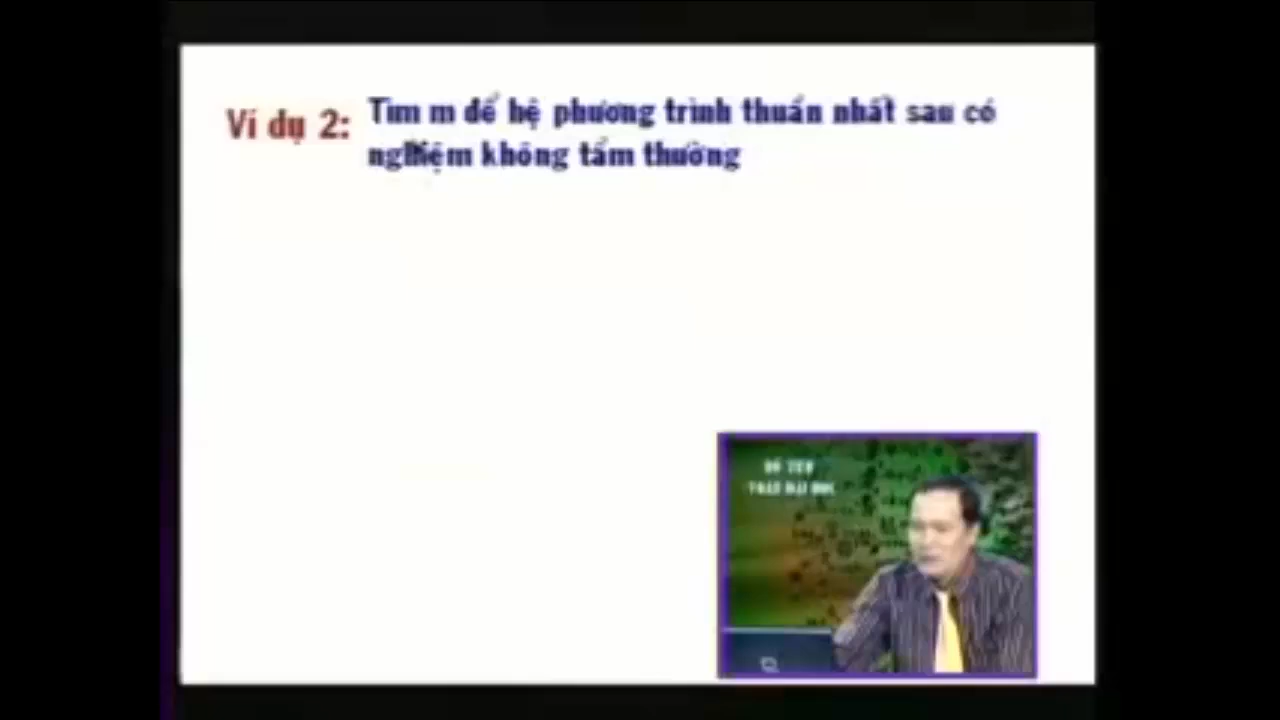 Ví dụ 2: Tìm m để hệ phương trình thuần nhất sau có
nghiệm không tầm thường